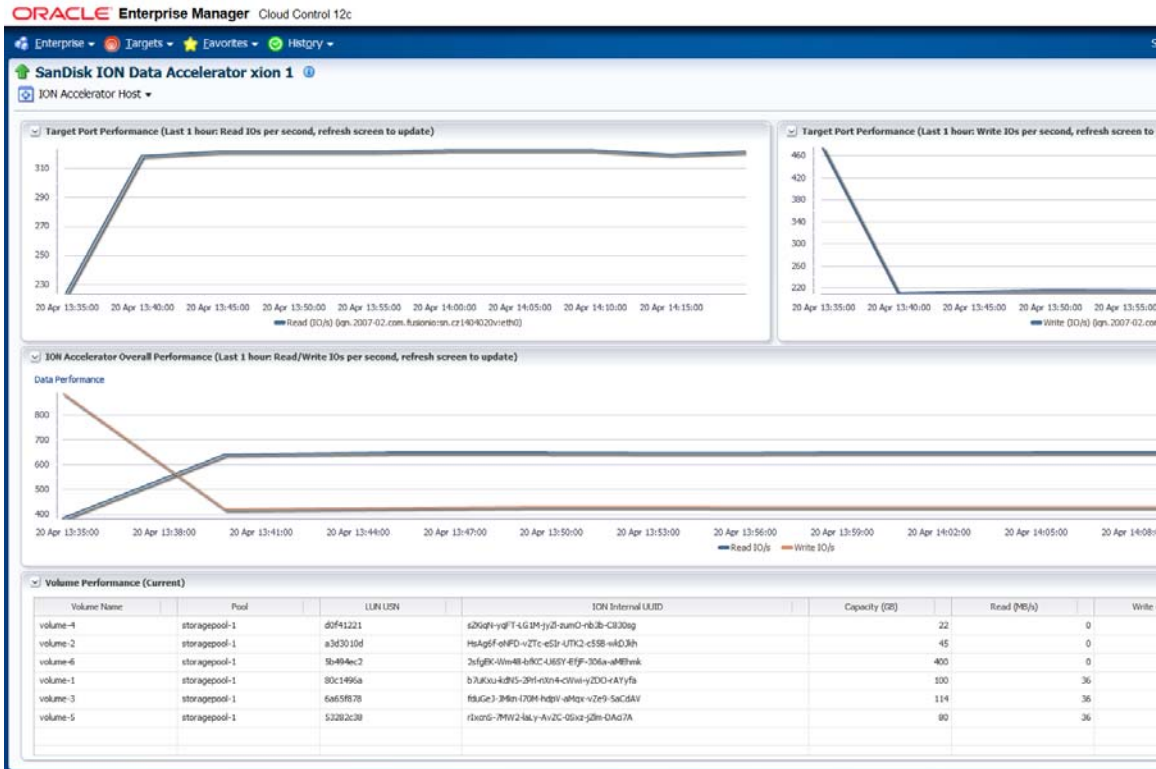 ORACLE Enterprise Manager Cloud Control 12c
Enterprise Targets Favorites History
SanDisk ION Data Accelerator xion 1
ION Accelerator Host
Target Port Performance (Last 1 hour: Read IOs per second, refresh screen to update)
310
290
270
250
230
20 Apr 13:35:00 20 Apr 13:40:00 20 Apr 13:45:00 20 Apr 13:50:00 20 Apr 13:55:00 20 Apr 14:00:00 20 Apr 14:05:00 20 Apr 14:10:00 20 Apr 14:15:00
Read (IO/s) (iqn.2007-02.com.fusionio:sn.cz1404020v:eth0)
Target Port Performance (Last 1 hour: Write IOs per second, refresh screen to
460
420
380
340
300
260
220
20 Apr 13:35:00 20 Apr 13:40:00 20 Apr 13:45:00 20 Apr 13:50:00 20 Apr 13:55:00
Write (IO/s) (iqn.2007-02.com
ION Accelerator Overall Performance (Last 1 hour: Read/Write IOs per second, refresh screen to update)
Data Performance
800
700
600
500
400
20 Apr 13:35:00 20 Apr 13:38:00 20 Apr 13:41:00 20 Apr 13:44:00 20 Apr 13:47:00 20 Apr 13:50:00 20 Apr 13:53:00 20 Apr 13:56:00 20 Apr 13:59:00 20 Apr 14:02:00 20 Apr 14:05:00 20 Apr 14:08:
Read IO/s Write IO/s
Volume Performance (Current)
Volume Name Pool LUN USN ION Internal UUID Capacity (GB) Read (MB/s) Write
volume-4 storagepool-1 d0f41221 22 0
volume-2 storagepool-1 a3d3010d 45 0
volume-6 storagepool-1 5b494ec2 400 0
volume-1 storagepool-1 80c1496a 100 36
volume-3 storagepool-1 6a65f878 114 36
volume-5 storagepool-1 53282c38 80 36